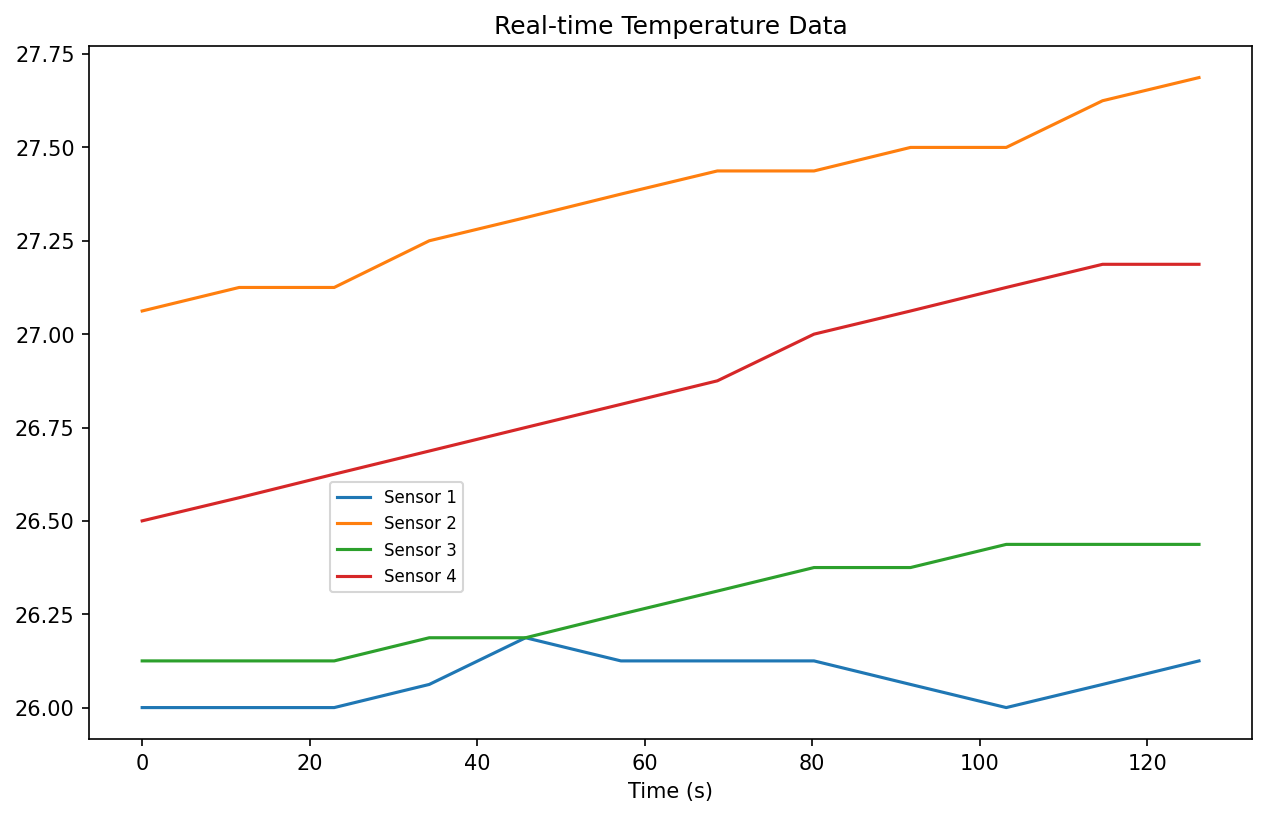 Real-time Temperature Data
27.75
27.50
27.25
27.00
26.75
26.50
26.25
26.00
Sensor 1
Sensor 2
Sensor 3
Sensor 4
0 20 40 60 80 100 120
Time (s)